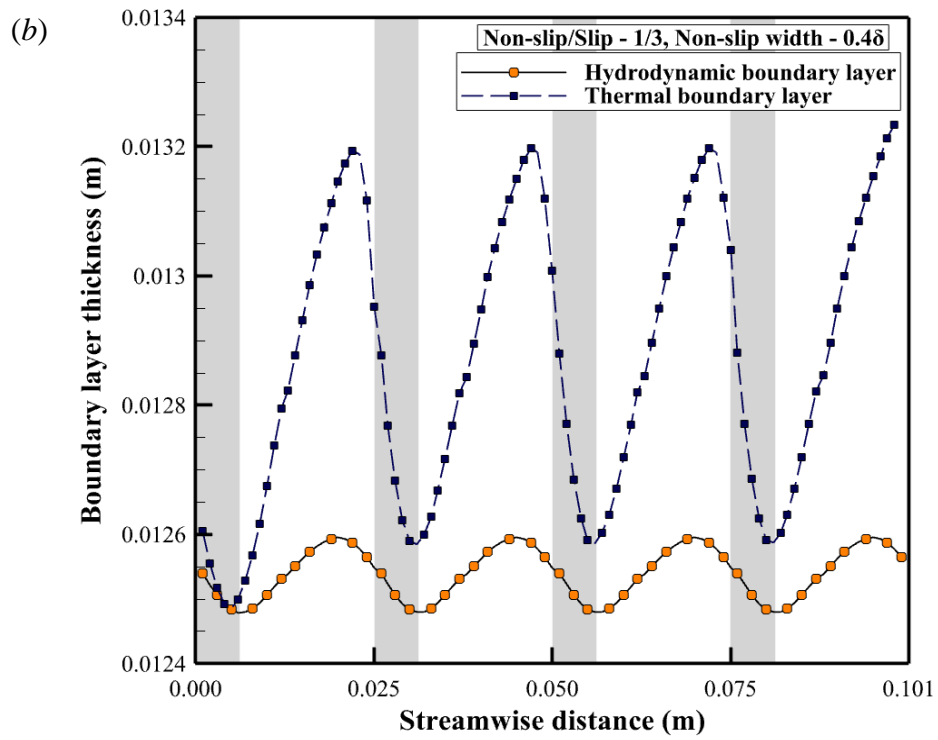 (b)
Non-slip/Slip - 1/3, Non-slip width - 0.4δ
Hydrodynamic boundary layer
Thermal boundary layer
Boundary layer thickness (m)
0.0134
0.0132
0.013
0.0128
0.0126
0.0124
0.000
0.025
0.050
0.075
0.101
Streamwise distance (m)